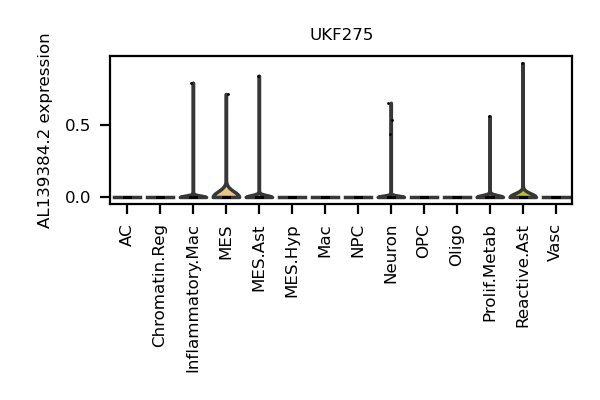 UKF275
AL139384.2 expression
0.5
0.0
AC
Chromatin.Reg
Inflammatory.Mac
MES
MES.Ast
MES.Hyp
Mac
NPC
Neuron
OPC
Oligo
Prolif.Metab
Reactive.Ast
Vasc